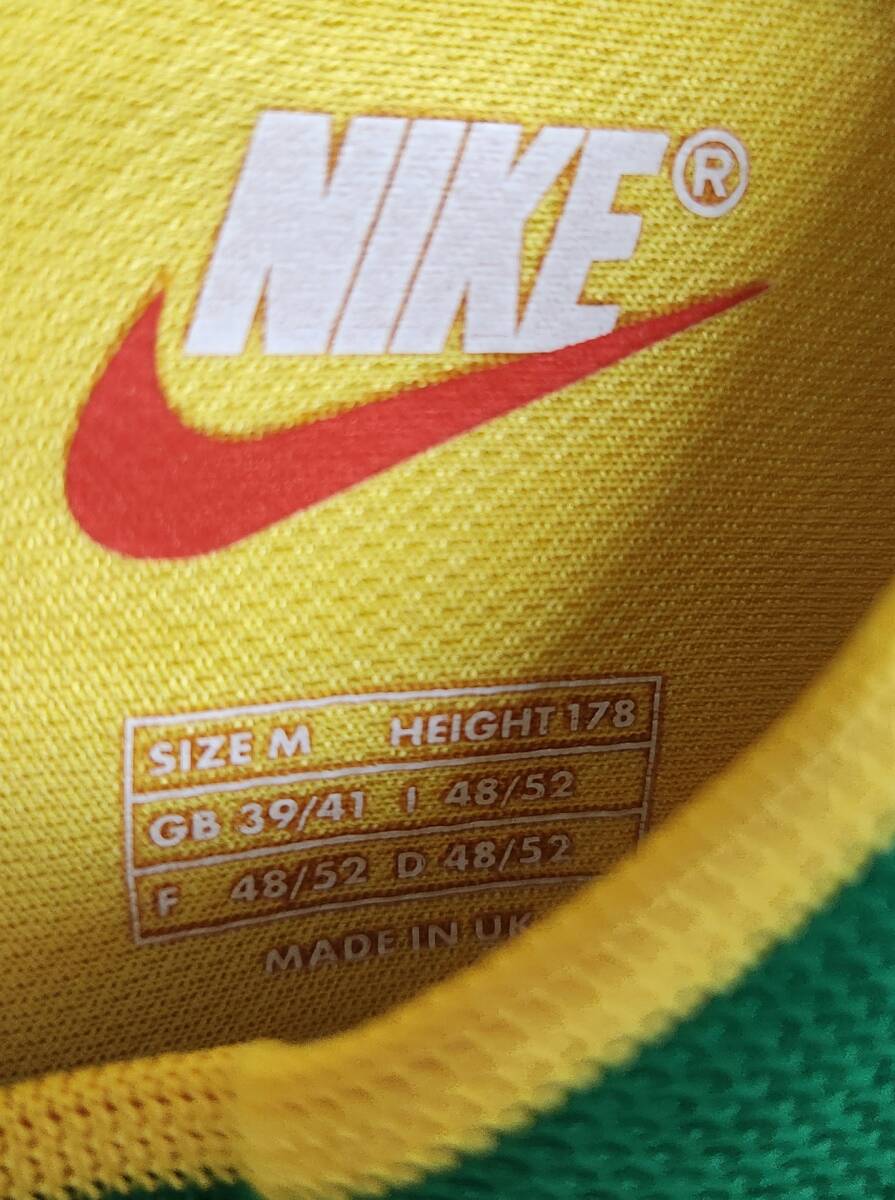 NIKE®
SIZE M HEIGHT 178
GB 39/41 I 48/52
F 48/52 D 48/52
MADE IN UK